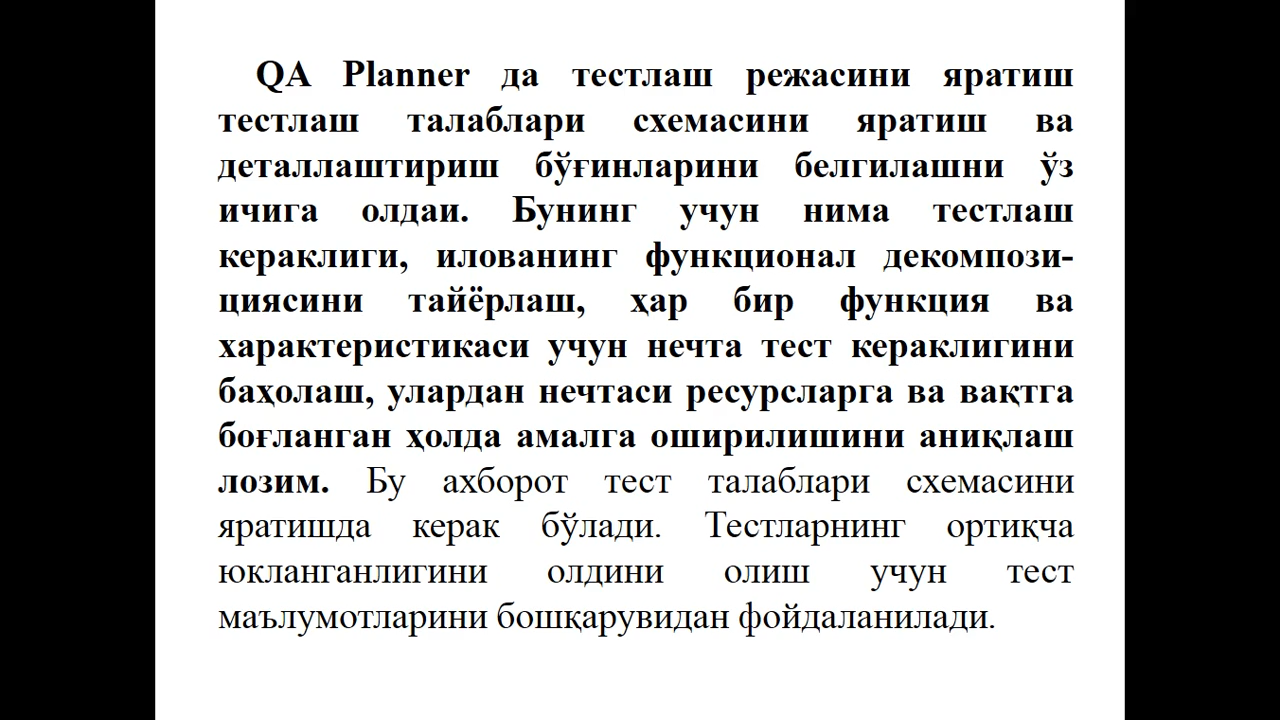 QA Planner да тестлаш режасини яратиш
тестлаш талаблари схемасини яратиш ва
деталлаштириш бўғинларини белгилашни ўз
ичига олдаи. Бунинг учун нима тестлаш
кераклиги, илованинг функционал декомпози-
циясини тайёрлаш, ҳар бир функция ва
характеристикаси учун нечта тест кераклигини
баҳолаш, улардан нечтаси ресурсларга ва вақтга
боғланган ҳолда амалга оширилишини аниқлаш
лозим. Бу ахборот тест талаблари схемасини
яратишда керак бўлади. Тестларнинг ортиқча
юкланганлигини олдини олиш учун тест
маълумотларини бошқарувидан фойдаланилади.